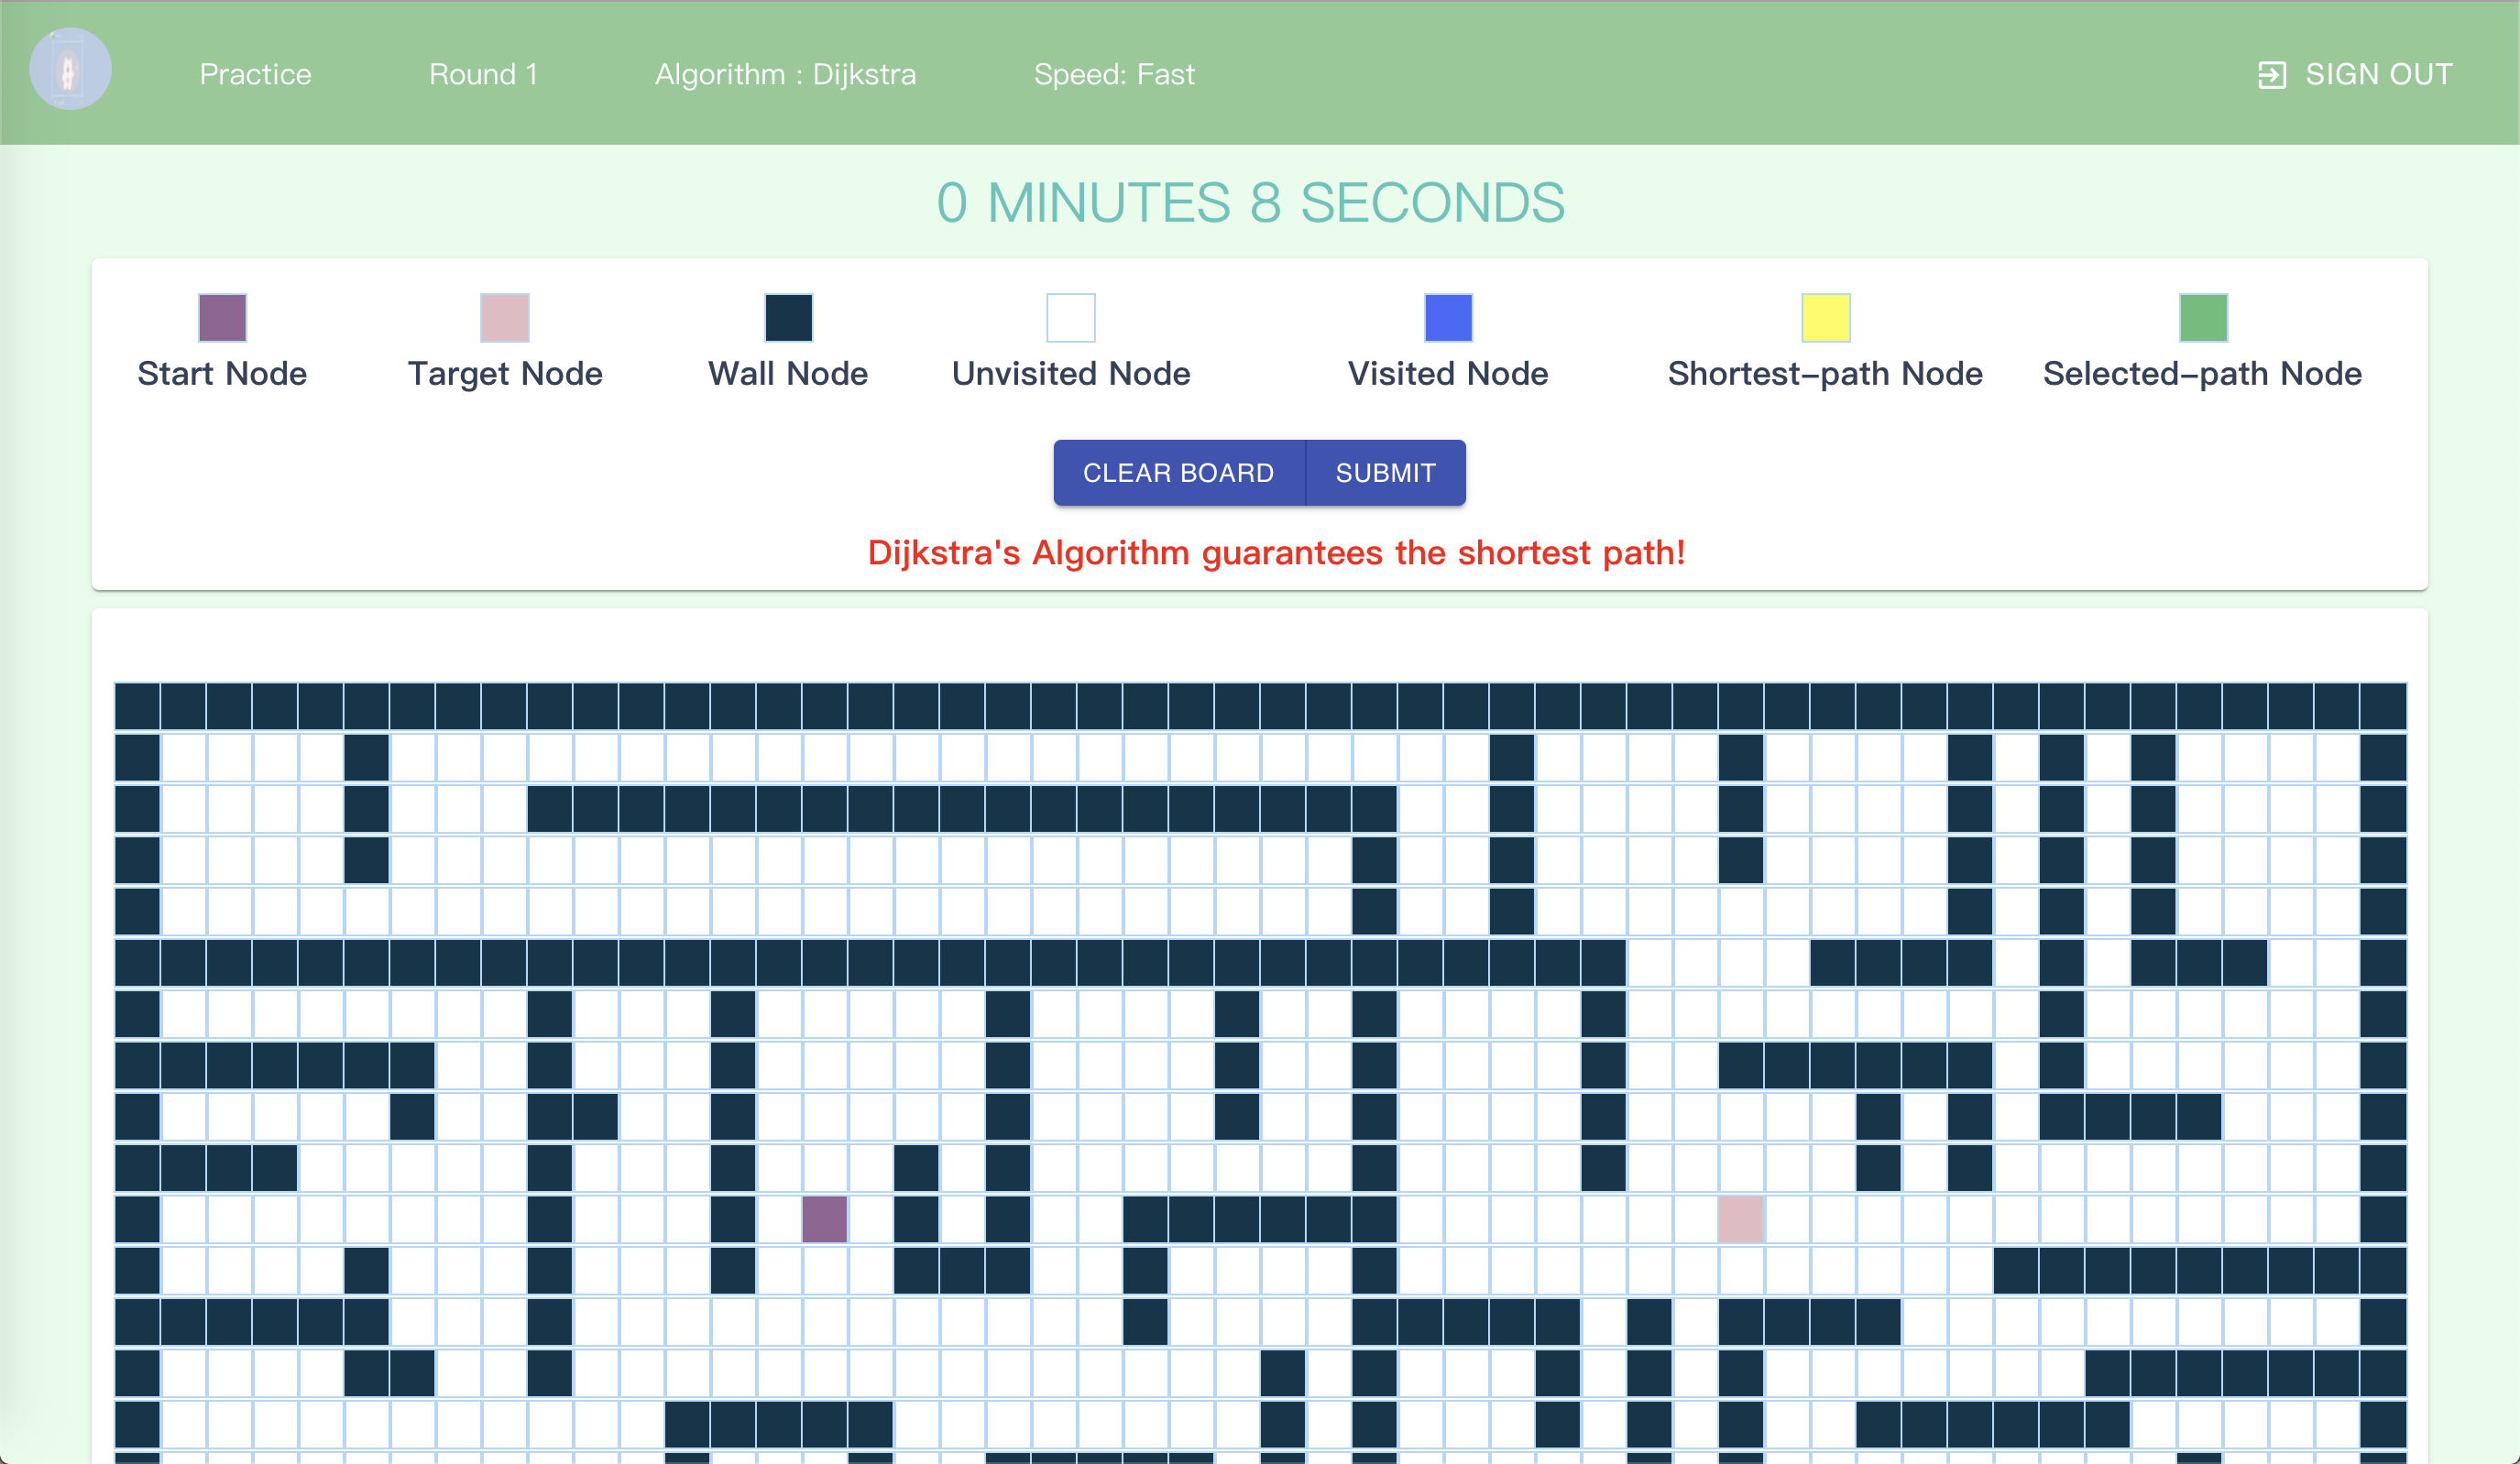 Practice
Round 1
Algorithm : Dijkstra
Speed: Fast
SIGN OUT
0 MINUTES 8 SECONDS
Start Node
Target Node
Wall Node
Unvisited Node
Visited Node
Shortest-path Node
Selected-path Node
CLEAR BOARD
SUBMIT
Dijkstra's Algorithm guarantees the shortest path!